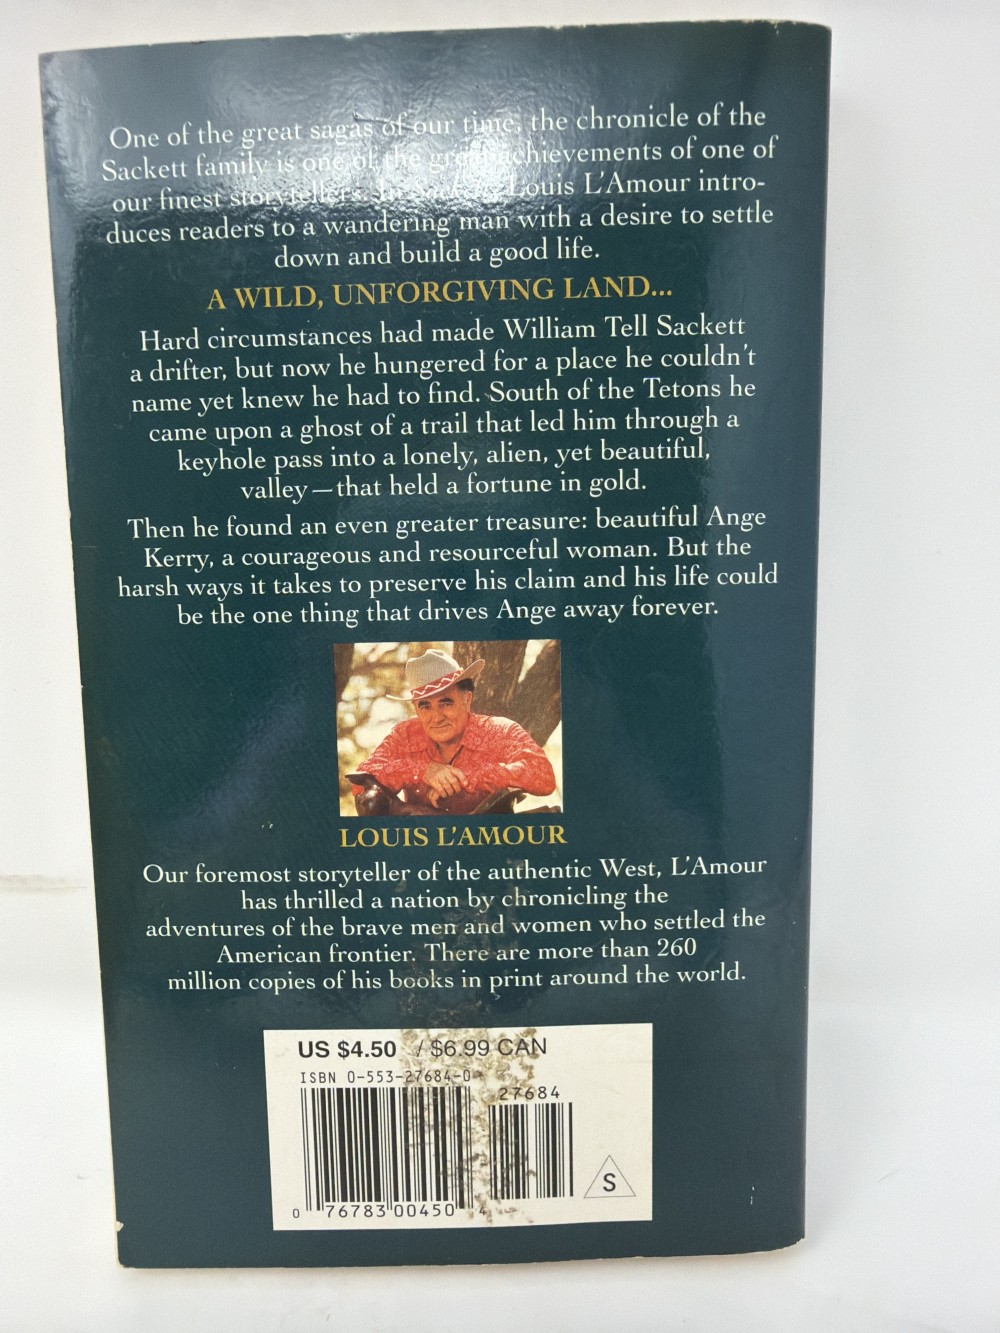 One of the great sagas of our time, the chronicle of the
Sackett family is one of the great achievements of one of
our finest storytellers. In Sackett, Louis L'Amour intro-
duces readers to a wandering man with a desire to settle
down and build a good life.
A WILD, UNFORGIVING LAND...
Hard circumstances had made William Tell Sackett
a drifter, but now he hungered for a place he couldn't
name yet knew he had to find. South of the Tetons he
came upon a ghost of a trail that led him through a
keyhole pass into a lonely, alien, yet beautiful,
valley—that held a fortune in gold.
Then he found an even greater treasure: beautiful Ange
Kerry, a courageous and resourceful woman. But the
harsh ways it takes to preserve his claim and his life could
be the one thing that drives Ange away forever.
LOUIS L'AMOUR
Our foremost storyteller of the authentic West, L'Amour
has thrilled a nation by chronicling the
adventures of the brave men and women who settled the
American frontier. There are more than 260
million copies of his books in print around the world.
US $4.50 / $6.99 CAN
ISBN 0-553-27684-0
27684
0 76783 00450 4
S